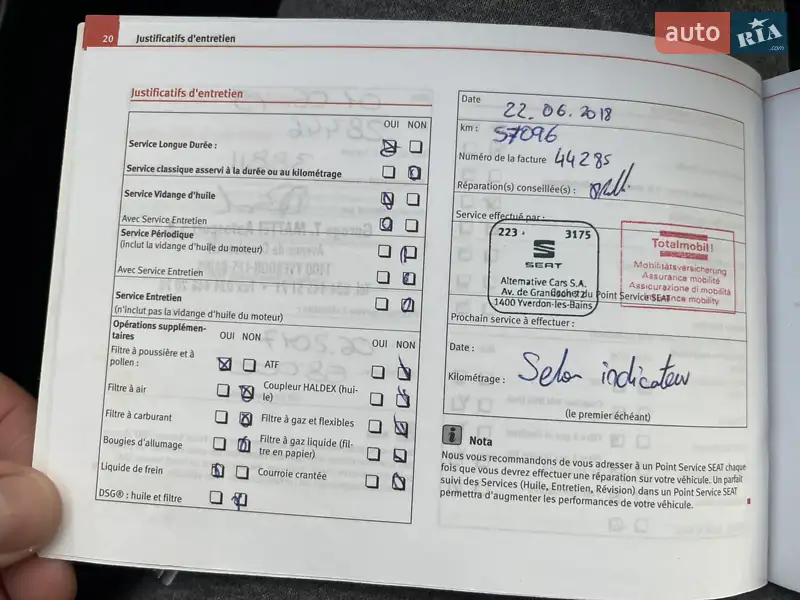 20 Justificatifs d'entretien
auto RIA .com
Justificatifs d'entretien
OUI NON
Service Longue Durée :
Service classique asservi à la durée ou au kilométrage
Service Vidange d'huile
Avec Service Entretien
Service Périodique
(inclut la vidange d'huile du moteur)
Avec Service Entretien
Service Entretien
(n'inclut pas la vidange d'huile du moteur)
Opérations supplémen-
taires
OUI NON
OUI NON
Filtre à poussière et à
pollen :
ATF
Filtre à air
Coupleur HALDEX (hui-
le)
Filtre à carburant
Filtre à gaz et flexibles
Bougies d'allumage
Filtre à gaz liquide (fil-
tre en papier)
Liquide de frein
Courroie crantée
DSG® : huile et filtre
Date 22.06.2018
km : 57096
Numéro de la facture 44285
Réparation(s) conseillée(s) :
Service effectué par :
223 3175
SEAT
Alternative Cars S.A.
Av. de Grandson
1400 Yverdon-les-Bains
Totalmobil!
Mobilitätsversicherung
Assurance mobilité
Assicurazione di mobilità
Insurance mobility
du Point Service SEAT
Prochain service à effectuer :
Date :
Kilométrage : Selon indicateur
(le premier échéant)
Nota
Nous vous recommandons de vous adresser à un Point Service SEAT chaque
fois que vous devrez effectuer une réparation sur votre véhicule. Un parfait
suivi des Services (Huile, Entretien, Révision) dans un Point Service SEAT
permettra d'augmenter les performances de votre véhicule.